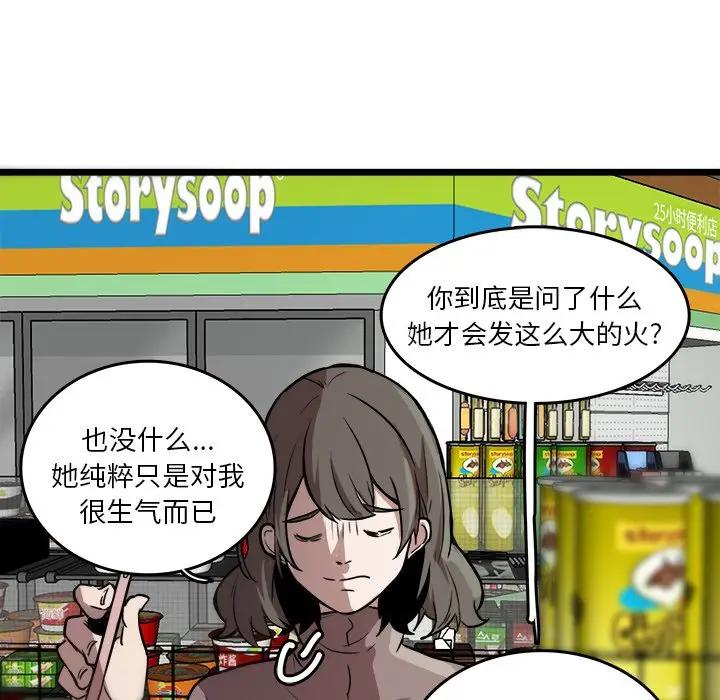 Storysoop
Storysoop
25小时便利店
你到底是问了什么
她才会发这么大的火?
也没什么...
她纯粹只是对我
很生气而已
炸酱